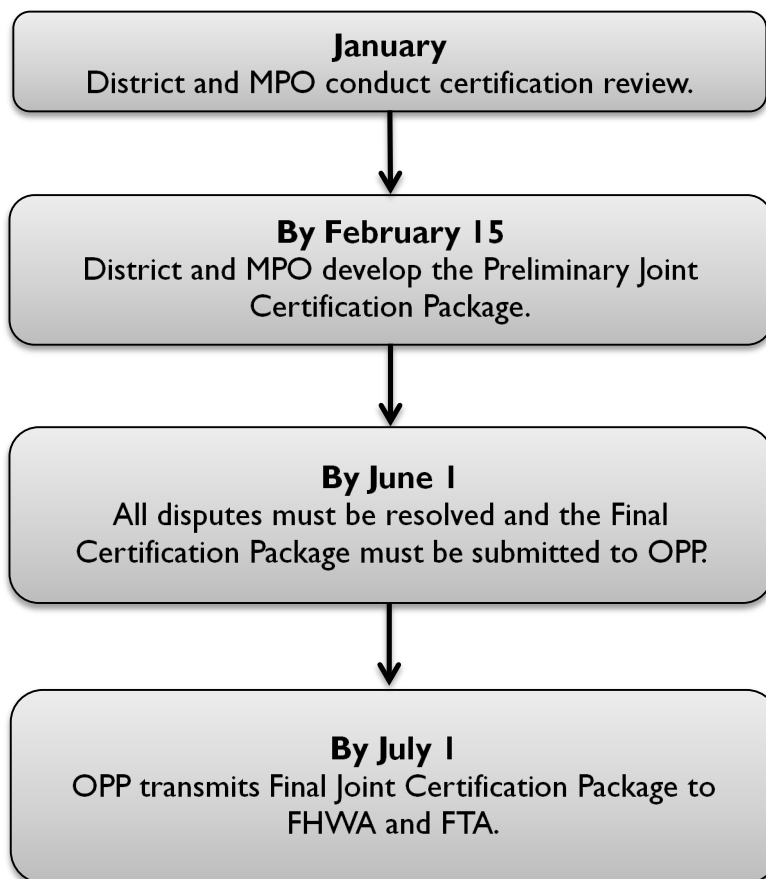 January
District and MPO conduct certification review.
By February 15
District and MPO develop the Preliminary Joint
Certification Package.
By June 1
All disputes must be resolved and the Final
Certification Package must be submitted to OPP.
By July 1
OPP transmits Final Joint Certification Package to
FHWA and FTA.